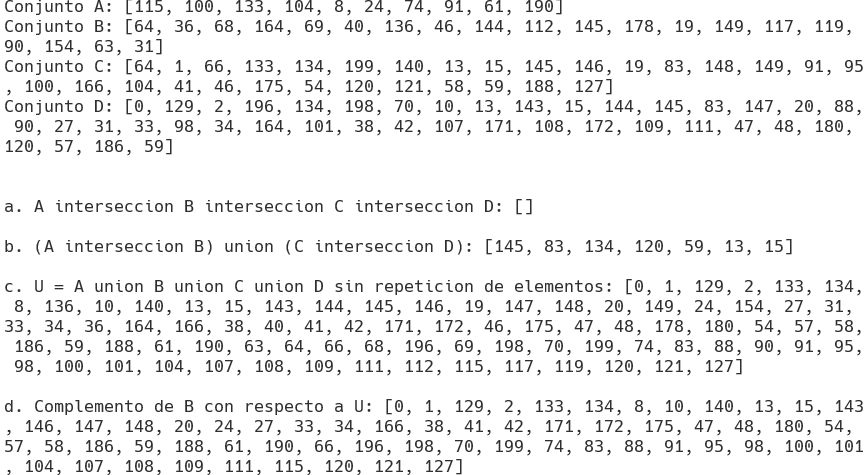 Conjunto A: [115, 100, 133, 104, 8, 24, 74, 91, 61, 190]
Conjunto B: [64, 36, 68, 164, 69, 40, 136, 46, 144, 112, 145, 178, 19, 149, 117, 119,
90, 154, 63, 31]
Conjunto C: [64, 1, 66, 133, 134, 199, 140, 13, 15, 145, 146, 19, 83, 148, 149, 91, 95
, 100, 166, 104, 41, 46, 175, 54, 120, 121, 58, 59, 188, 127]
Conjunto D: [0, 129, 2, 196, 134, 198, 70, 10, 13, 143, 15, 144, 145, 83, 147, 20, 88,
90, 27, 31, 33, 98, 34, 164, 101, 38, 42, 107, 171, 108, 172, 109, 111, 47, 48, 180,
120, 57, 186, 59]
a. A interseccion B interseccion C interseccion D: []
b. (A interseccion B) union (C interseccion D): [145, 83, 134, 120, 59, 13, 15]
c. U = A union B union C union D sin repeticion de elementos: [0, 1, 129, 2, 133, 134,
8, 136, 10, 140, 13, 15, 143, 144, 145, 146, 19, 147, 148, 20, 149, 24, 154, 27, 31,
33, 34, 36, 164, 166, 38, 40, 41, 42, 171, 172, 46, 175, 47, 48, 178, 180, 54, 57, 58,
186, 59, 188, 61, 190, 63, 64, 66, 68, 196, 69, 198, 70, 199, 74, 83, 88, 90, 91, 95,
98, 100, 101, 104, 107, 108, 109, 111, 112, 115, 117, 119, 120, 121, 127]
d. Complemento de B con respecto a U: [0, 1, 129, 2, 133, 134, 8, 10, 140, 13, 15, 143
, 146, 147, 148, 20, 24, 27, 33, 34, 166, 38, 41, 42, 171, 172, 175, 47, 48, 180, 54,
57, 58, 186, 59, 188, 61, 190, 66, 196, 198, 70, 199, 74, 83, 88, 91, 95, 98, 100, 101
, 104, 107, 108, 109, 111, 115, 120, 121, 127]